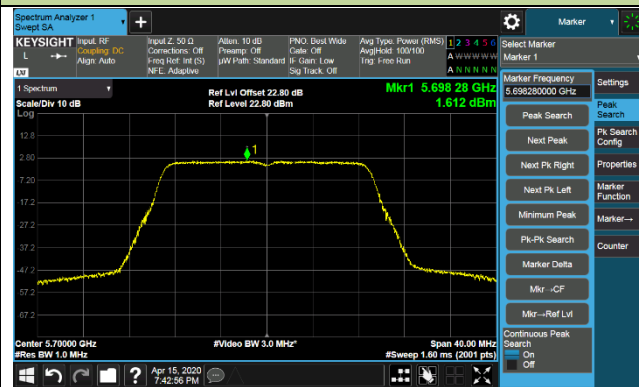 Spectrum Analyzer 1
Swept SA
Marker
KEYSIGHT
Input: RF
Coupling: DC
Align: Auto
Input Z: 50 Ω
Corrections: Off
Freq Ref: Int (S)
NFE: Adaptive
Atten: 10 dB
Preamp: Off
µW Path: Standard
PNO: Best Wide
Gate: Off
IF Gain: Low
Sig Track: Off
Avg Type: Power (RMS)
Avg|Hold: 100/100
Trig: Free Run
1 2 3 4 5 6
A W W W W W
A N N N N N
LXI
Select Marker
Marker 1
Marker Frequency
5.698280000 GHz
Peak Search
Next Peak
Next Pk Right
Next Pk Left
Minimum Peak
Pk-Pk Search
Marker Delta
Mkr→CF
Mkr→Ref Lvl
Continuous Peak
Search
On
Off
Settings
Peak
Search
Pk Search
Config
Properties
Marker
Function
Marker→
Counter
1 Spectrum
Scale/Div 10 dB
Log
Ref Lvl Offset 22.80 dB
Ref Level 22.80 dBm
Mkr1 5.698 28 GHz
1.612 dBm
1
12.8
2.80
-7.20
-17.2
-27.2
-37.2
-47.2
-57.2
-67.2
Center 5.70000 GHz
#Res BW 1.0 MHz
#Video BW 3.0 MHz*
Span 40.00 MHz
#Sweep 1.60 ms (2001 pts)
?
Apr 15, 2020
7:42:56 PM